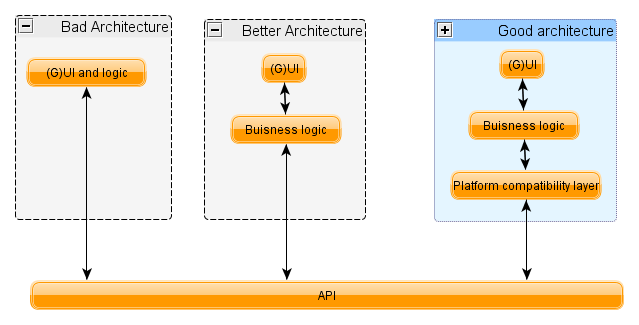 Bad Architecture
(G)UI and logic
Better Architecture
(G)UI
Buisness logic
Good architecture
(G)UI
Buisness logic
Platform compatibility layer
API